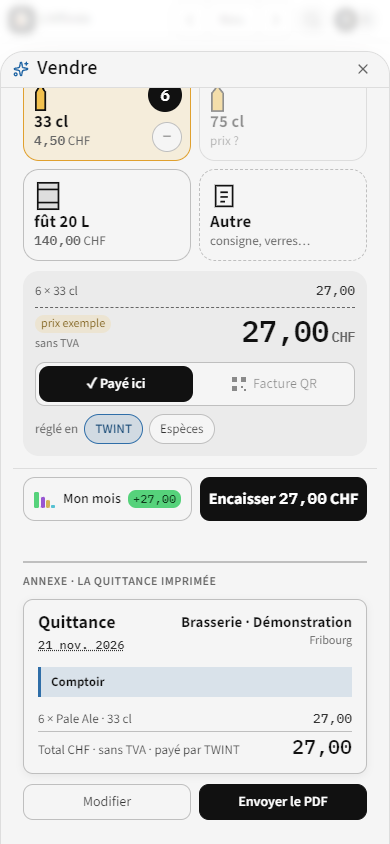 Vendre
6
33 cl
4,50 CHF
75 cl
prix ?
fût 20 L
140,00 CHF
Autre
consigne, verres…
6 × 33 cl 27,00
prix exemple
sans TVA
27,00 CHF
Payé ici
Facture QR
réglé en TWINT Espèces
Mon mois +27,00
Encaisser 27,00 CHF
ANNEXE · LA QUITTANCE IMPRIMÉE
Quittance
Brasserie · Démonstration
21 nov. 2026
Fribourg
Comptoir
6 × Pale Ale · 33 cl 27,00
Total CHF · sans TVA · payé par TWINT 27,00
Modifier
Envoyer le PDF